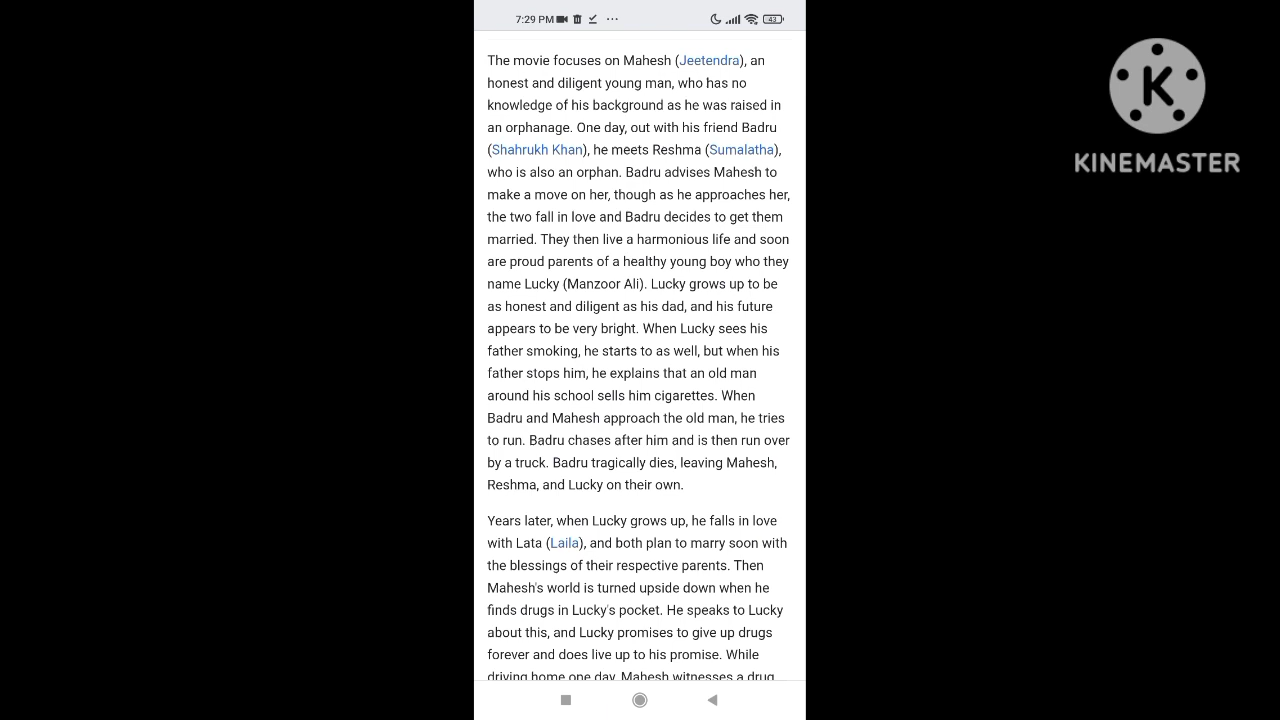 7:29 PM
43
The movie focuses on Mahesh (Jeetendra), an
honest and diligent young man, who has no
knowledge of his background as he was raised in
an orphanage. One day, out with his friend Badru
(Shahrukh Khan), he meets Reshma (Sumalatha),
who is also an orphan. Badru advises Mahesh to
make a move on her, though as he approaches her,
the two fall in love and Badru decides to get them
married. They then live a harmonious life and soon
are proud parents of a healthy young boy who they
name Lucky (Manzoor Ali). Lucky grows up to be
as honest and diligent as his dad, and his future
appears to be very bright. When Lucky sees his
father smoking, he starts to as well, but when his
father stops him, he explains that an old man
around his school sells him cigarettes. When
Badru and Mahesh approach the old man, he tries
to run. Badru chases after him and is then run over
by a truck. Badru tragically dies, leaving Mahesh,
Reshma, and Lucky on their own.
Years later, when Lucky grows up, he falls in love
with Lata (Laila), and both plan to marry soon with
the blessings of their respective parents. Then
Mahesh's world is turned upside down when he
finds drugs in Lucky's pocket. He speaks to Lucky
about this, and Lucky promises to give up drugs
forever and does live up to his promise. While
driving home one day, Mahesh witnesses a drug
K
KINEMASTER